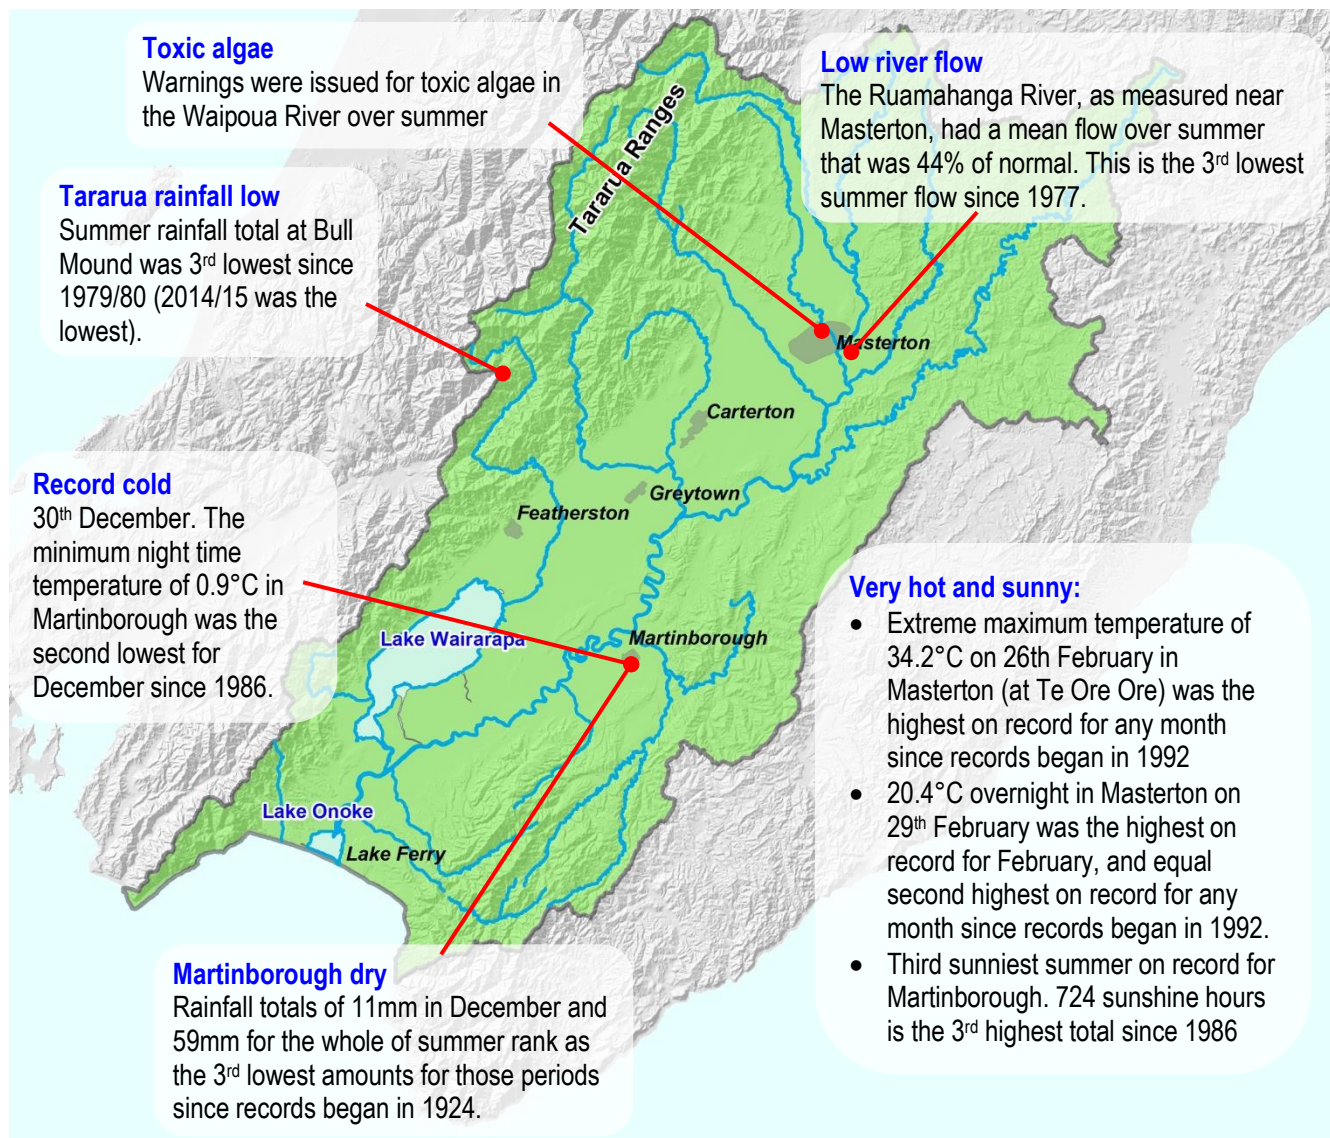 Toxic algae
Warnings were issued for toxic algae in
the Waipoua River over summer
Low river flow
The Ruamahanga River, as measured near
Masterton, had a mean flow over summer
that was 44% of normal. This is the 3rd lowest
summer flow since 1977.
Tararua Ranges
Tararua rainfall low
Summer rainfall total at Bull
Mound was 3rd lowest since
1979/80 (2014/15 was the
lowest).
Masterton
Carterton
Greytown
Featherston
Record cold
30th December. The
minimum night time
temperature of 0.9°C in
Martinborough was the
second lowest for
December since 1986.
Lake Wairarapa
Martinborough
Very hot and sunny:
• Extreme maximum temperature of
34.2°C on 26th February in
Masterton (at Te Ore Ore) was the
highest on record for any month
since records began in 1992
• 20.4°C overnight in Masterton on
29th February was the highest on
record for February, and equal
second highest on record for any
month since records began in 1992.
• Third sunniest summer on record for
Martinborough. 724 sunshine hours
is the 3rd highest total since 1986
Lake Onoke
Lake Ferry
Martinborough dry
Rainfall totals of 11mm in December and
59mm for the whole of summer rank as
the 3rd lowest amounts for those periods
since records began in 1924.